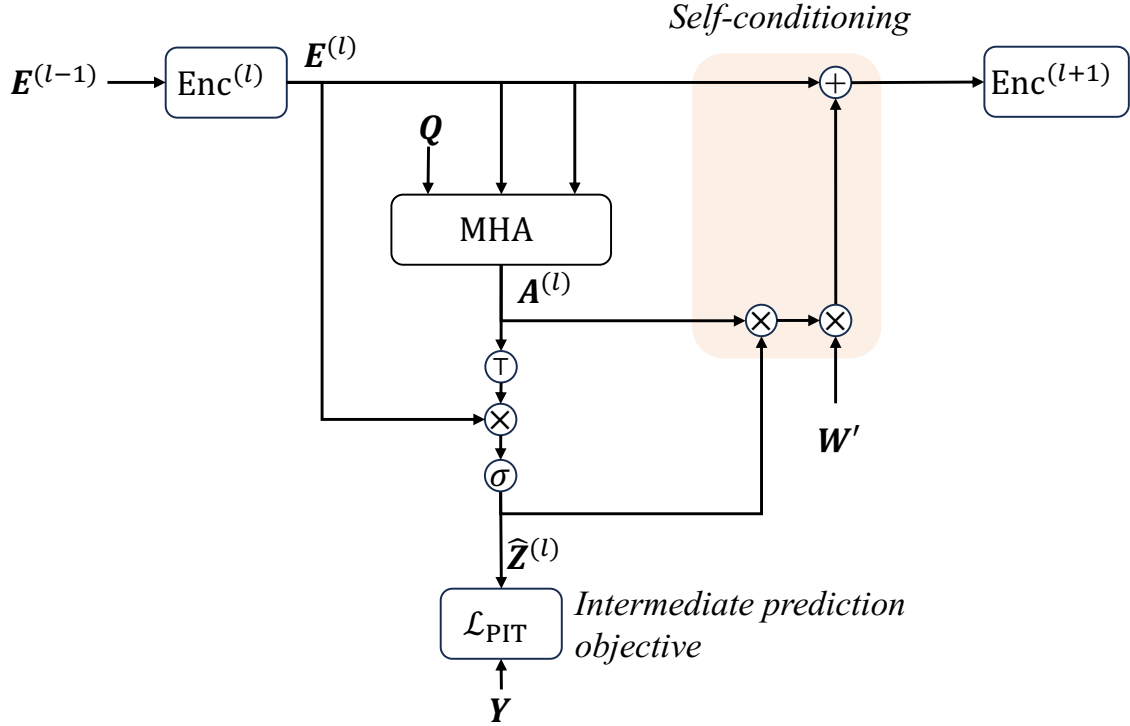 Self-conditioning
E^(l−1)
Enc^(l)
E^(l)
+
Enc^(l+1)
Q
MHA
A^(l)
×
×
⊤
×
W′
σ
Ẑ^(l)
ℒ_PIT
Intermediate prediction
objective
Y